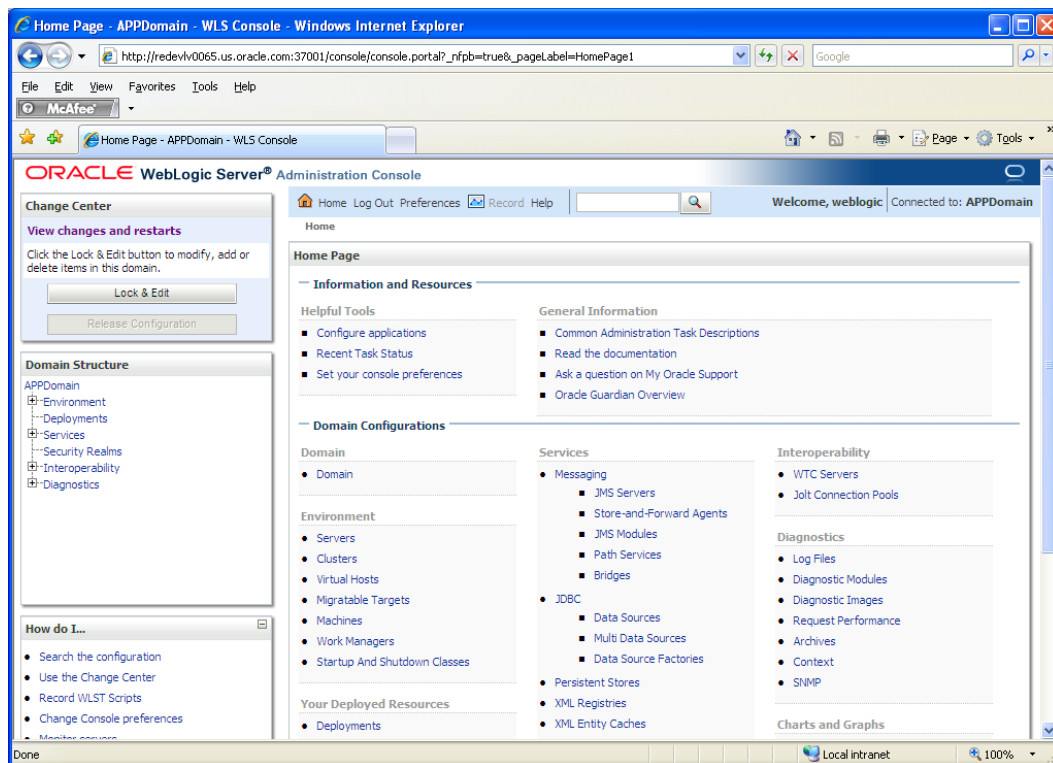 Home Page - APPDomain - WLS Console - Windows Internet Explorer
http://redevlv0065.us.oracle.com:37001/console/console.portal?_nfpb=true&_pageLabel=HomePage1
Google
File Edit View Favorites Tools Help
McAfee
Home Page - APPDomain - WLS Console
Page
Tools
»
ORACLE WebLogic Server® Administration Console
Change Center
View changes and restarts
Click the Lock & Edit button to modify, add or
delete items in this domain.
Lock & Edit
Release Configuration
Domain Structure
APPDomain
Environment
Deployments
Services
Security Realms
Interoperability
Diagnostics
How do I...
Search the configuration
Use the Change Center
Record WLST Scripts
Change Console preferences
Monitor servers
Home Log Out Preferences Record Help
Welcome, weblogic Connected to: APPDomain
Home
Home Page
Information and Resources
Helpful Tools
Configure applications
Recent Task Status
Set your console preferences
General Information
Common Administration Task Descriptions
Read the documentation
Ask a question on My Oracle Support
Oracle Guardian Overview
Domain Configurations
Domain
Domain
Environment
Servers
Clusters
Virtual Hosts
Migratable Targets
Machines
Work Managers
Startup And Shutdown Classes
Your Deployed Resources
Deployments
Services
Messaging
JMS Servers
Store-and-Forward Agents
JMS Modules
Path Services
Bridges
JDBC
Data Sources
Multi Data Sources
Data Source Factories
Persistent Stores
XML Registries
XML Entity Caches
Interoperability
WTC Servers
Jolt Connection Pools
Diagnostics
Log Files
Diagnostic Modules
Diagnostic Images
Request Performance
Archives
Context
SNMP
Charts and Graphs
Done
Local intranet
100%